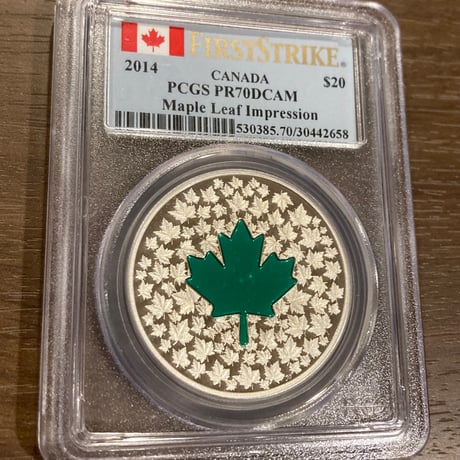 FIRSTSTRIKE®
2014 CANADA $20
PCGS PR70DCAM
Maple Leaf Impression
530385.70/30442658